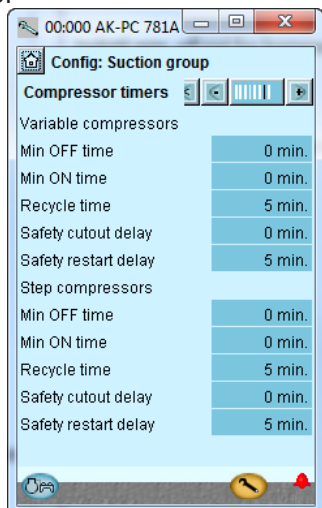 00:000 AK-PC 781A
Config: Suction group
Compressor timers
Variable compressors
Min OFF time 0 min.
Min ON time 0 min.
Recycle time 5 min.
Safety cutout delay 0 min.
Safety restart delay 5 min.
Step compressors
Min OFF time 0 min.
Min ON time 0 min.
Recycle time 5 min.
Safety cutout delay 0 min.
Safety restart delay 5 min.